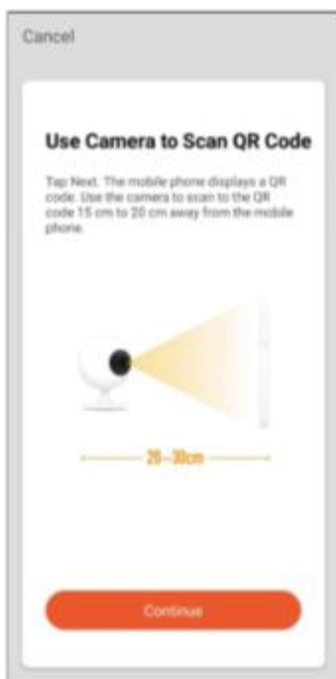 Cancel
Use Camera to Scan QR Code
Tap Next. The mobile phone displays a QR
code. Use the camera to scan to the QR
code 15 cm to 20 cm away from the mobile
phone.
20~30cm
Continue